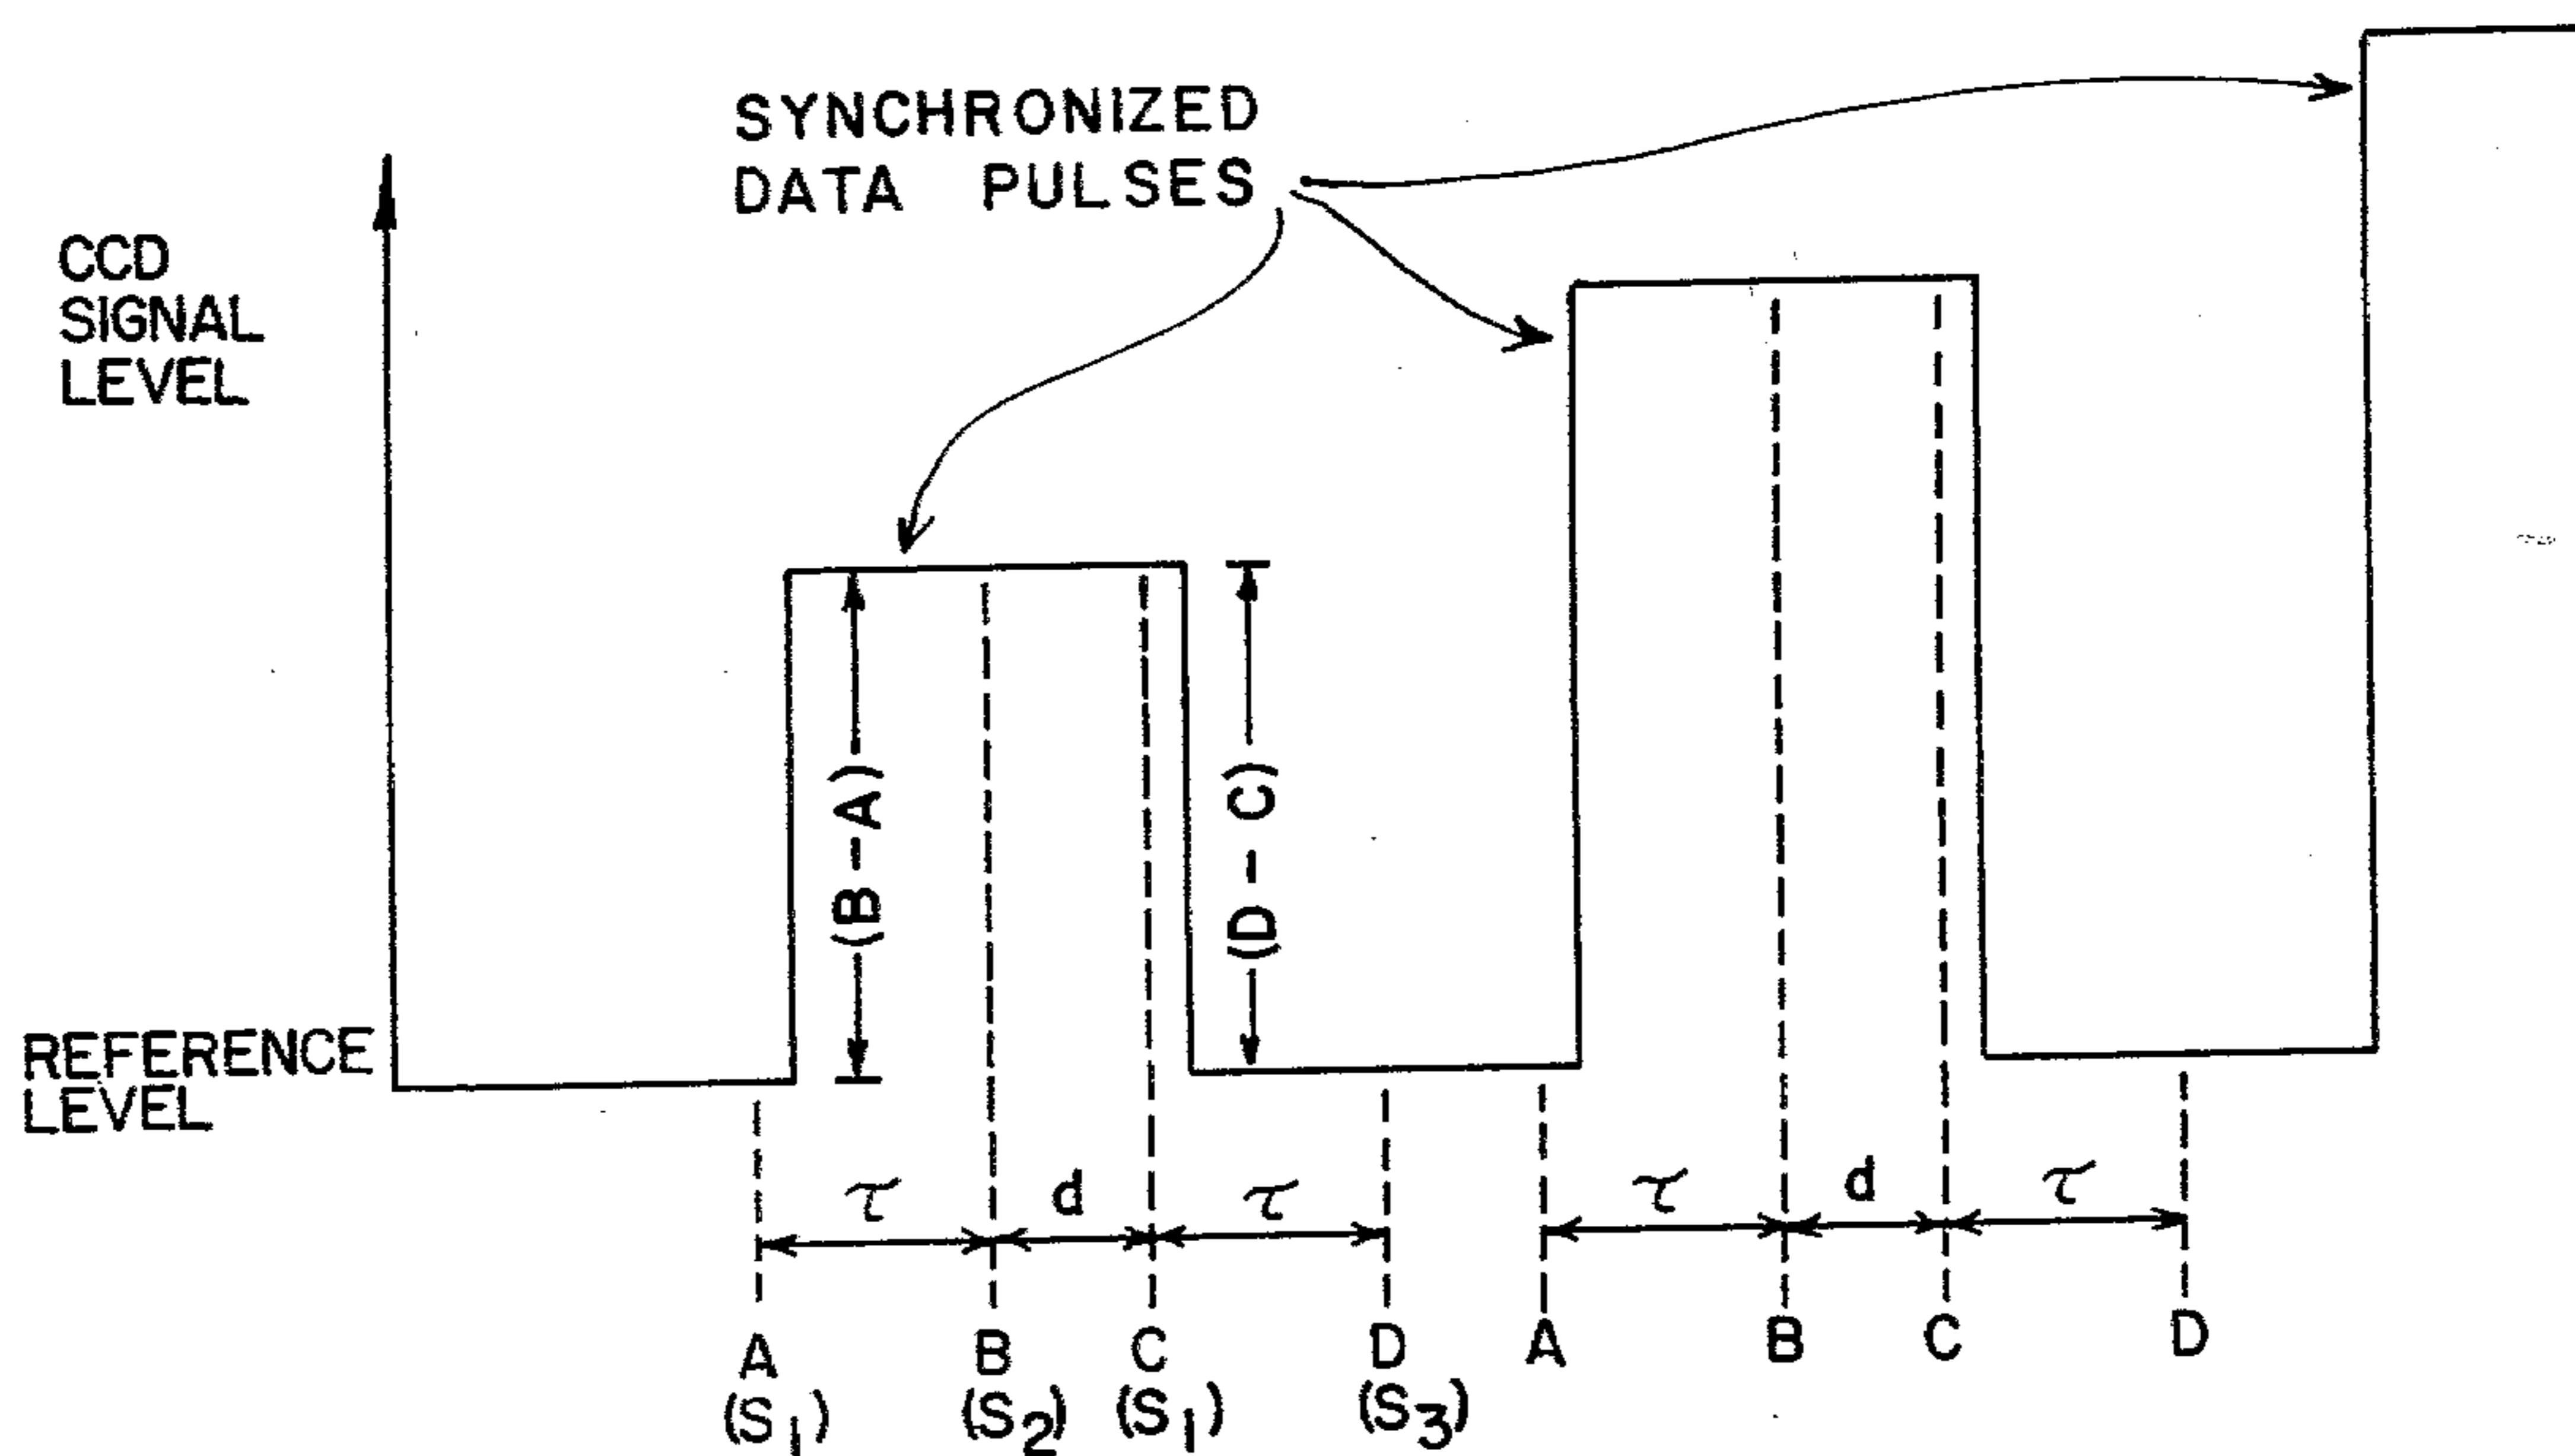 SYNCHRONIZED
DATA PULSES
CCD
SIGNAL
LEVEL
(B-A)
(D - C)
REFERENCE
LEVEL
τ d τ τ d τ
A B C D A B C D
(S1) (S2) (S1) (S3)